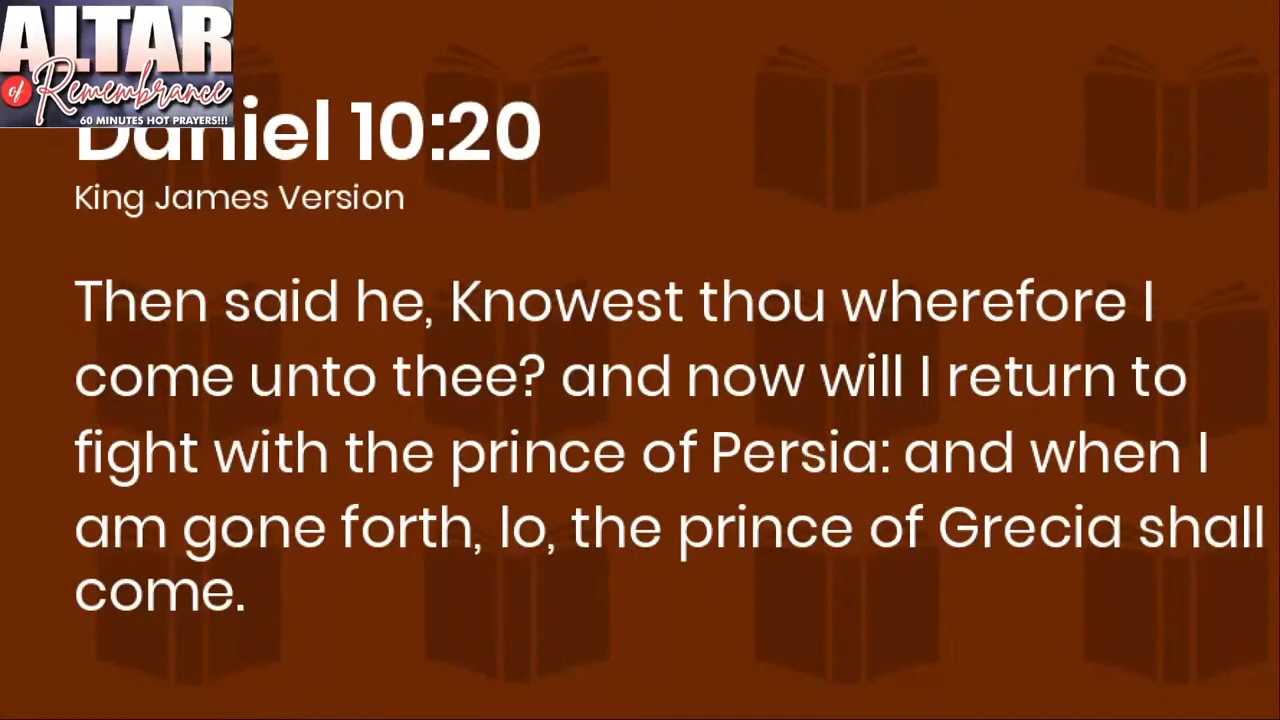 ALTAR
of Remembrance
60 MINUTES HOT PRAYERS!!!
Daniel 10:20
King James Version
Then said he, Knowest thou wherefore I
come unto thee? and now will I return to
fight with the prince of Persia: and when I
am gone forth, lo, the prince of Grecia shall
come.